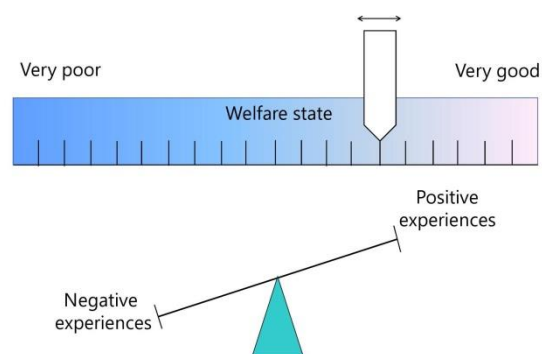 Very poor
Very good
Welfare state
Positive
experiences
Negative
experiences